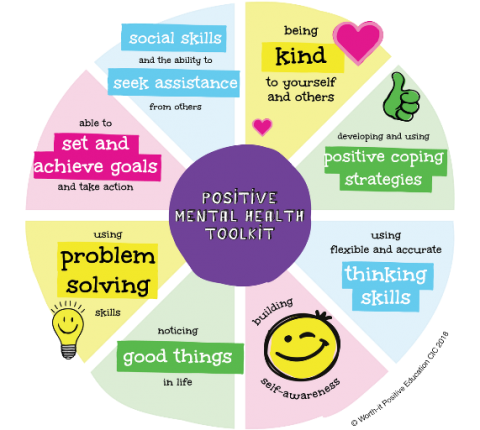 being
kind
to yourself
and others
developing and using
positive coping
strategies
using
flexible and accurate
thinking
skills
building
self-awareness
noticing
good things
in life
using
problem
solving
skills
able to
set and
achieve goals
and take action
social skills
and the ability to
seek assistance
from others
POSITIVE
MENTAL HEALTH
TOOLKIT
© Worth-it Positive Education CIC 2018